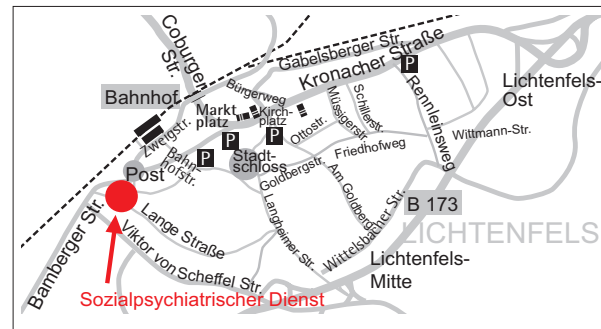 Coburger
Str.
Gabelsberger Str.
Kronacher Straße
P
Lichtenfels-
Ost
Bahnhof
Bürgerweg
Markt
platz
Kirch-
platz
Zweigstr.
Müssigerstr.
Schillerstr.
Rennleinsweg
Ottostr.
Wittmann-Str.
P
P
P
Bahn-
hofstr.
Stadt-
schloss
Friedhofweg
Post
Goldbergstr.
Am Goldberg
B 173
Bamberger Str.
Lange Straße
Langheimer Str.
Wittelsbacher Str.
LICHTENFELS
Viktor von Scheffel Str.
Lichtenfels-
Mitte
Sozialpsychiatrischer Dienst